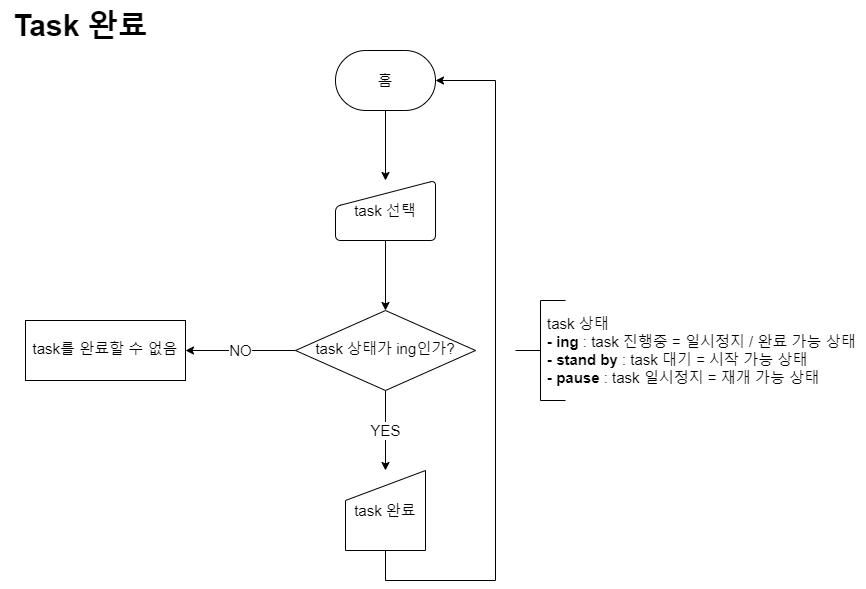 Task 완료
홈
task 선택
task 상태가 ing인가?
NO
task를 완료할 수 없음
YES
task 완료
task 상태
- ing : task 진행중 = 일시정지 / 완료 가능 상태
- stand by : task 대기 = 시작 가능 상태
- pause : task 일시정지 = 재개 가능 상태